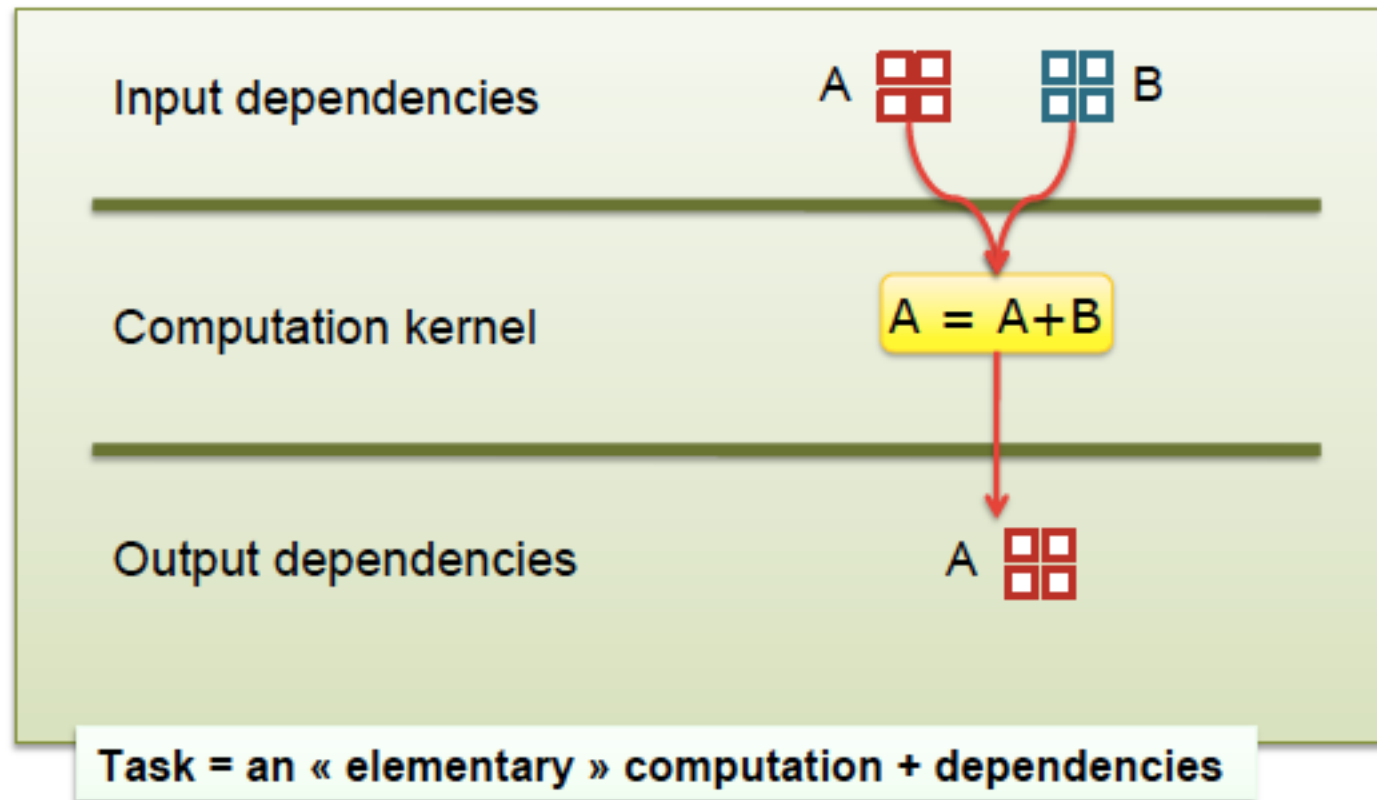 Input dependencies A B
Computation kernel A = A+B
Output dependencies A
Task = an « elementary » computation + dependencies